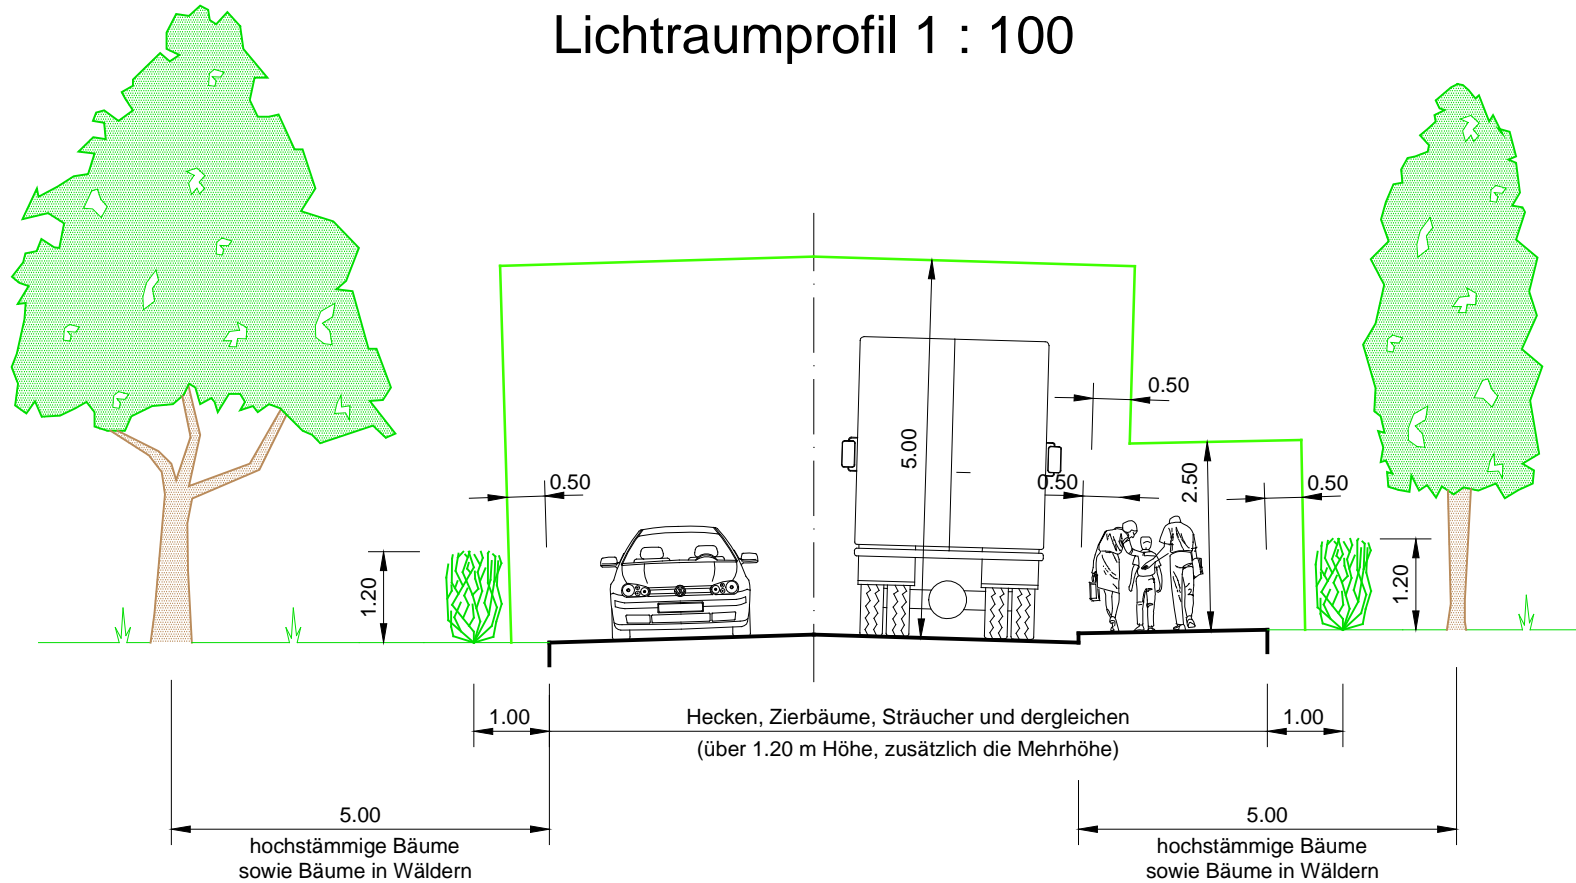 Lichtraumprofil 1 : 100
0.50
5.00
2.50
0.50
0.50
0.50
1.20
1.20
1.00
Hecken, Zierbäume, Sträucher und dergleichen
1.00
(über 1.20 m Höhe, zusätzlich die Mehrhöhe)
5.00
5.00
hochstämmige Bäume
sowie Bäume in Wäldern
hochstämmige Bäume
sowie Bäume in Wäldern